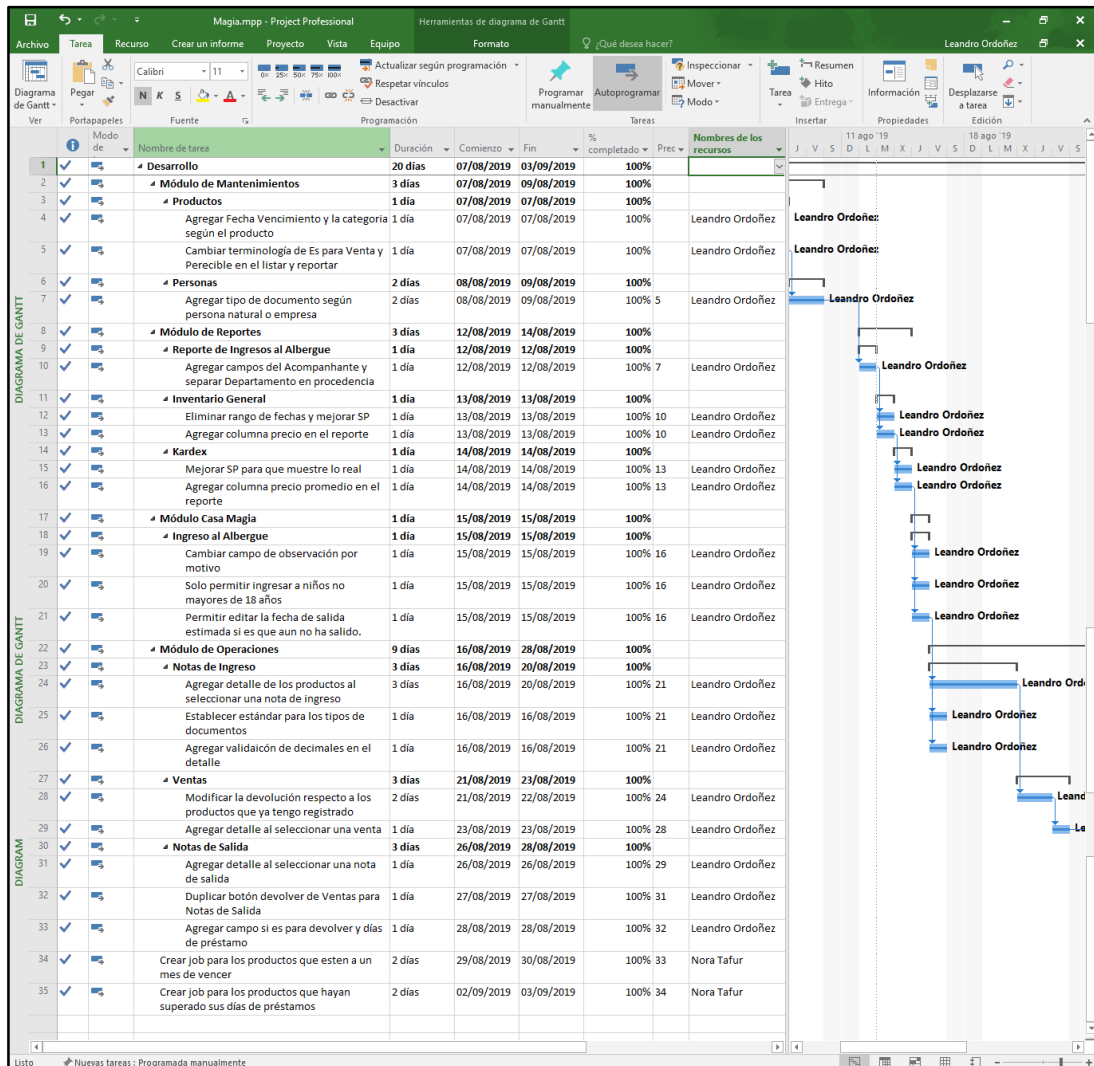 Magia.mpp - Project Professional
Herramientas de diagrama de Gantt
Archivo Tarea Recurso Crear un informe Proyecto Vista Equipo Formato ¿Qué desea hacer? Leandro Ordoñez
Diagrama de Gantt
Ver
Pegar
Portapapeles
Calibri 11
N K S
Fuente
0% 25% 50% 75% 100%
Actualizar según programación
Respetar vínculos
Desactivar
Programación
Programar manualmente
Autoprogramar
Inspeccionar
Mover
Modo
Tareas
Tarea
Resumen
Hito
Entrega
Insertar
Información
Propiedades
Desplazarse a tarea
Edición
Modo de
Nombre de tarea
Duración
Comienzo
Fin
% completado
Prec
Nombres de los recursos
11 ago '19 18 ago '19
J V S D L M X J V S D L M X J V S
1 Desarrollo 20 días 07/08/2019 03/09/2019 100%
2 Módulo de Mantenimientos 3 días 07/08/2019 09/08/2019 100%
3 Productos 1 día 07/08/2019 07/08/2019 100%
4 Agregar Fecha Vencimiento y la categoria 1 día 07/08/2019 07/08/2019 100% Leandro Ordoñez Leandro Ordoñez
según el producto
5 Cambiar terminología de Es para Venta y 1 día 07/08/2019 07/08/2019 100% Leandro Ordoñez Leandro Ordoñez
Perecible en el listar y reportar
6 Personas 2 días 08/08/2019 09/08/2019 100%
7 Agregar tipo de documento según 2 días 08/08/2019 09/08/2019 100% 5 Leandro Ordoñez Leandro Ordoñez
persona natural o empresa
8 Módulo de Reportes 3 días 12/08/2019 14/08/2019 100%
9 Reporte de Ingresos al Albergue 1 día 12/08/2019 12/08/2019 100%
10 Agregar campos del Acompanhante y 1 día 12/08/2019 12/08/2019 100% 7 Leandro Ordoñez Leandro Ordoñez
separar Departamento en procedencia
11 Inventario General 1 día 13/08/2019 13/08/2019 100%
12 Eliminar rango de fechas y mejorar SP 1 día 13/08/2019 13/08/2019 100% 10 Leandro Ordoñez Leandro Ordoñez
13 Agregar columna precio en el reporte 1 día 13/08/2019 13/08/2019 100% 10 Leandro Ordoñez Leandro Ordoñez
14 Kardex 1 día 14/08/2019 14/08/2019 100%
15 Mejorar SP para que muestre lo real 1 día 14/08/2019 14/08/2019 100% 13 Leandro Ordoñez Leandro Ordoñez
16 Agregar columna precio promedio en el 1 día 14/08/2019 14/08/2019 100% 13 Leandro Ordoñez Leandro Ordoñez
reporte
17 Módulo Casa Magia 1 día 15/08/2019 15/08/2019 100%
18 Ingreso al Albergue 1 día 15/08/2019 15/08/2019 100%
19 Cambiar campo de observación por 1 día 15/08/2019 15/08/2019 100% 16 Leandro Ordoñez Leandro Ordoñez
motivo
20 Solo permitir ingresar a niños no 1 día 15/08/2019 15/08/2019 100% 16 Leandro Ordoñez Leandro Ordoñez
mayores de 18 años
21 Permitir editar la fecha de salida 1 día 15/08/2019 15/08/2019 100% 16 Leandro Ordoñez Leandro Ordoñez
estimada si es que aun no ha salido.
22 Módulo de Operaciones 9 días 16/08/2019 28/08/2019 100%
23 Notas de Ingreso 3 días 16/08/2019 20/08/2019 100%
24 Agregar detalle de los productos al 3 días 16/08/2019 20/08/2019 100% 21 Leandro Ordoñez Leandro Ord
seleccionar una nota de ingreso
25 Establecer estándar para los tipos de 1 día 16/08/2019 16/08/2019 100% 21 Leandro Ordoñez Leandro Ordoñez
documentos
26 Agregar validaicón de decimales en el 1 día 16/08/2019 16/08/2019 100% 21 Leandro Ordoñez Leandro Ordoñez
detalle
27 Ventas 3 días 21/08/2019 23/08/2019 100%
28 Modificar la devolución respecto a los 2 días 21/08/2019 22/08/2019 100% 24 Leandro Ordoñez Leand
productos que ya tengo registrado
29 Agregar detalle al seleccionar una venta 1 día 23/08/2019 23/08/2019 100% 28 Leandro Ordoñez Le
30 Notas de Salida 3 días 26/08/2019 28/08/2019 100%
31 Agregar detalle al seleccionar una nota 1 día 26/08/2019 26/08/2019 100% 29 Leandro Ordoñez
de salida
32 Duplicar botón devolver de Ventas para 1 día 27/08/2019 27/08/2019 100% 31 Leandro Ordoñez
Notas de Salida
33 Agregar campo si es para devolver y días 1 día 28/08/2019 28/08/2019 100% 32 Leandro Ordoñez
de préstamo
34 Crear job para los productos que esten a un 2 días 29/08/2019 30/08/2019 100% 33 Nora Tafur
mes de vencer
35 Crear job para los productos que hayan 2 días 02/09/2019 03/09/2019 100% 34 Nora Tafur
superado sus días de préstamos
DIAGRAMA DE GANTT
DIAGRAMA DE GANTT
DIAGRAM
Listo Nuevas tareas : Programada manualmente